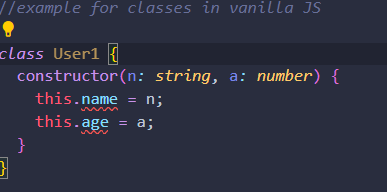 //example for classes in vanilla JS
class User1 {
constructor(n: string, a: number) {
this.name = n;
this.age = a;
}
}